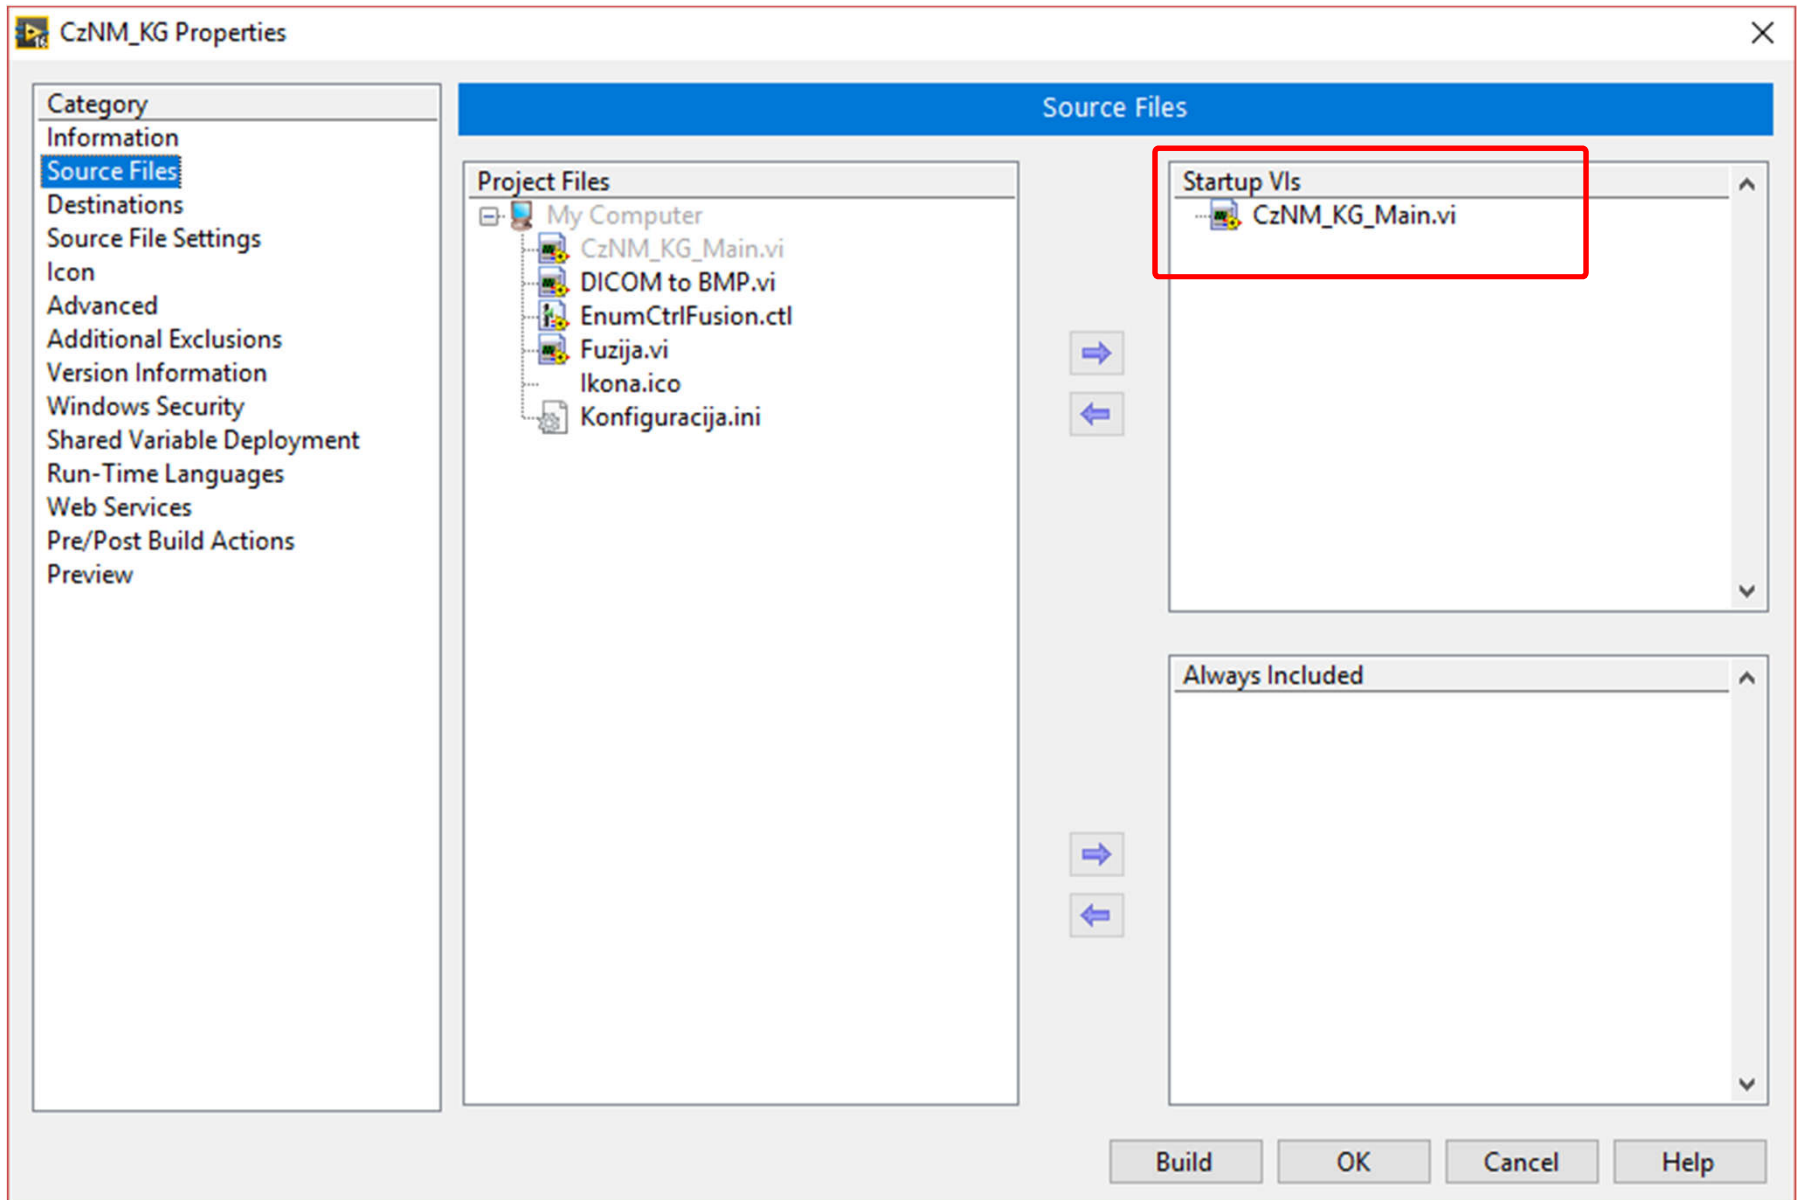 CzNM_KG Properties
Category
Information
Source Files
Destinations
Source File Settings
Icon
Advanced
Additional Exclusions
Version Information
Windows Security
Shared Variable Deployment
Run-Time Languages
Web Services
Pre/Post Build Actions
Preview
Source Files
Project Files
My Computer
CzNM_KG_Main.vi
DICOM to BMP.vi
EnumCtrlFusion.ctl
Fuzija.vi
Ikona.ico
Konfiguracija.ini
Startup VIs
CzNM_KG_Main.vi
Always Included
Build
OK
Cancel
Help